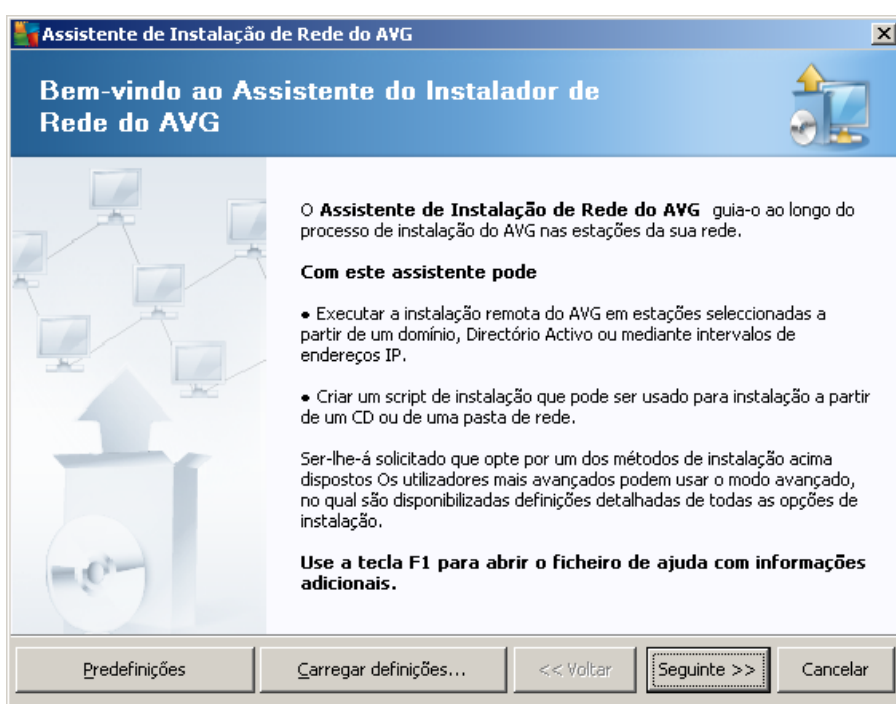 Assistente de Instalação de Rede do AVG
Bem-vindo ao Assistente do Instalador de
Rede do AVG
O Assistente de Instalação de Rede do AVG guia-o ao longo do
processo de instalação do AVG nas estações da sua rede.
Com este assistente pode
● Executar a instalação remota do AVG em estações seleccionadas a
partir de um domínio, Directório Activo ou mediante intervalos de
endereços IP.
● Criar um script de instalação que pode ser usado para instalação a partir
de um CD ou de uma pasta de rede.
Ser-lhe-á solicitado que opte por um dos métodos de instalação acima
dispostos Os utilizadores mais avançados podem usar o modo avançado,
no qual são disponibilizadas definições detalhadas de todas as opções de
instalação.
Use a tecla F1 para abrir o ficheiro de ajuda com informações
adicionais.
Predefinições
Carregar definições...
<< Voltar
Seguinte >>
Cancelar